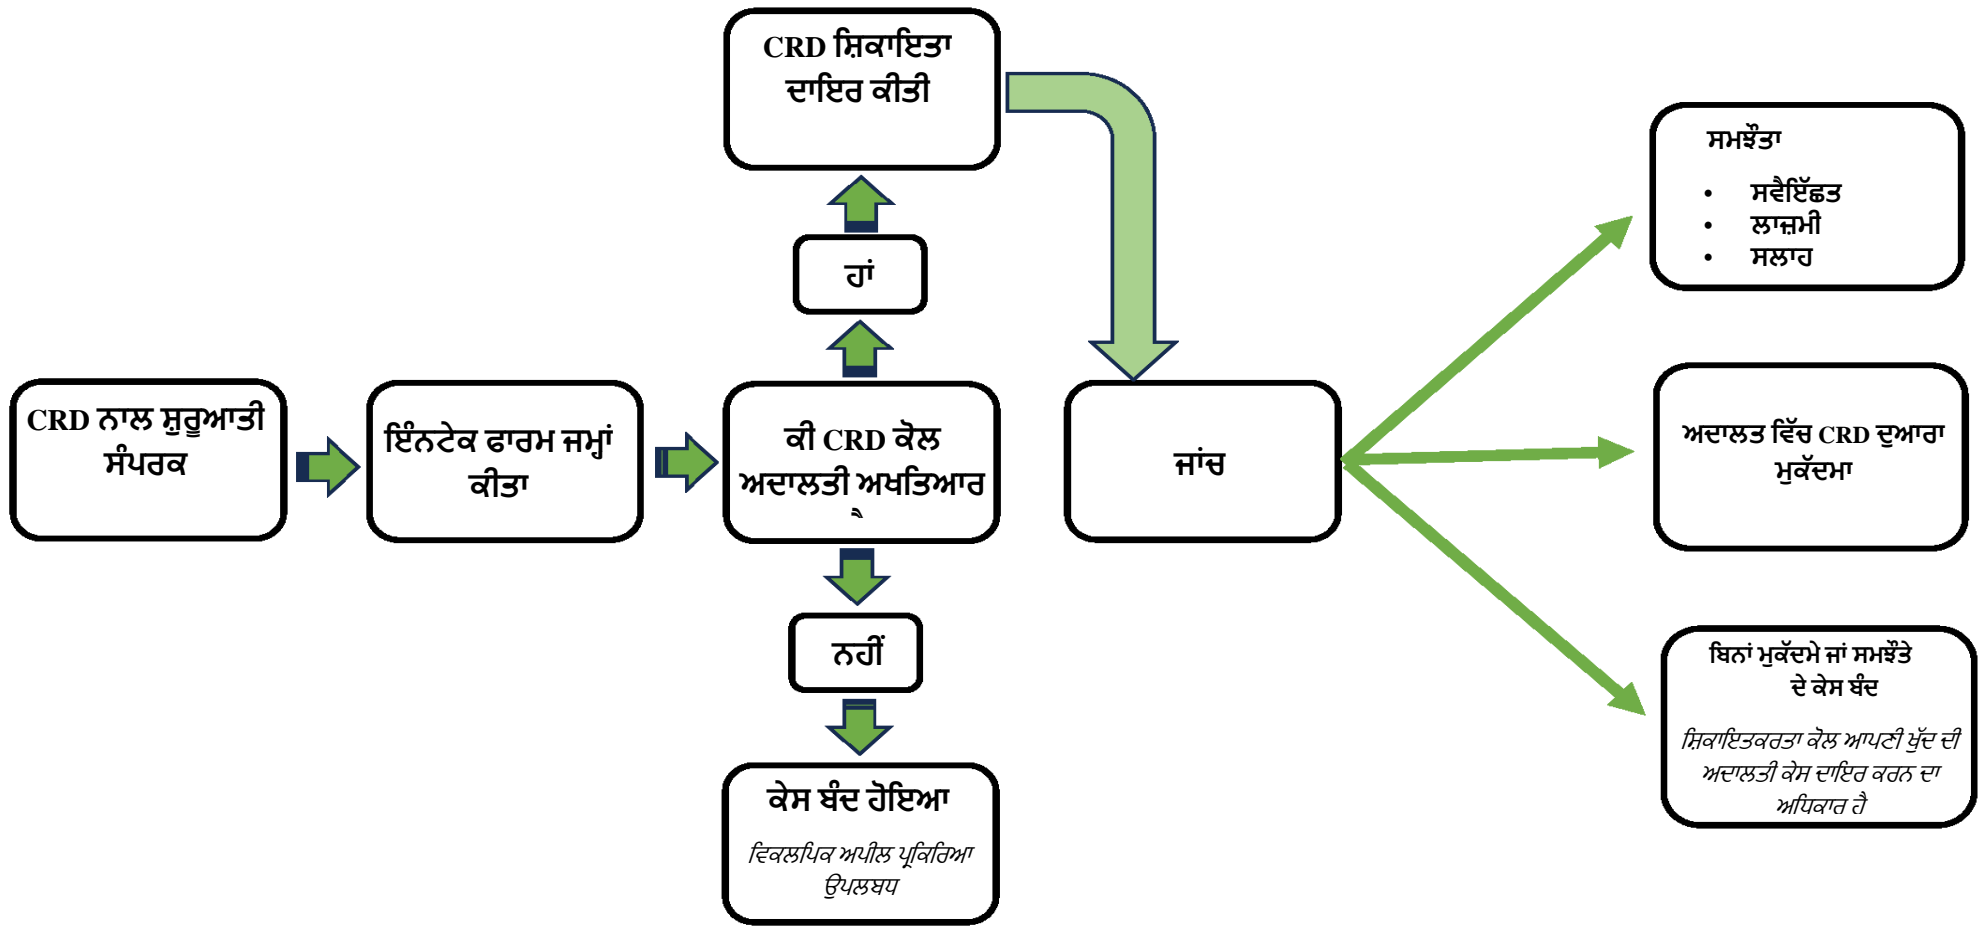 CRD ਨਾਲ ਸ਼ੁਰੂਆਤੀ
ਸੰਪਰਕ
ਇੰਨਟੇਕ ਫਾਰਮ ਜਮ੍ਹਾਂ
ਕੀਤਾ
ਕੀ CRD ਕੋਲ
ਅਦਾਲਤੀ ਅਖਤਿਆਰ
ਹਾਂ
CRD ਸ਼ਿਕਾਇਤਾ
ਦਾਇਰ ਕੀਤੀ
ਨਹੀਂ
ਕੇਸ ਬੰਦ ਹੋਇਆ
ਵਿਕਲਪਿਕ ਅਪੀਲ ਪ੍ਰਕਿਰਿਆ
ਉਪਲਬਧ
ਜਾਂਚ
ਸਮਝੌਤਾ
• ਸਵੈਇੱਛਤ
• ਲਾਜ਼ਮੀ
• ਸਲਾਹ
ਅਦਾਲਤ ਵਿੱਚ CRD ਦੁਆਰਾ
ਮੁਕੱਦਮਾ
ਬਿਨਾਂ ਮੁਕੱਦਮੇ ਜਾਂ ਸਮਝੌਤੇ
ਦੇ ਕੇਸ ਬੰਦ
ਸ਼ਿਕਾਇਤਕਰਤਾ ਕੋਲ ਆਪਣੀ ਖੁੱਦ ਦੀ
ਅਦਾਲਤੀ ਕੇਸ ਦਾਇਰ ਕਰਨ ਦਾ
ਅਧਿਕਾਰ ਹੈ